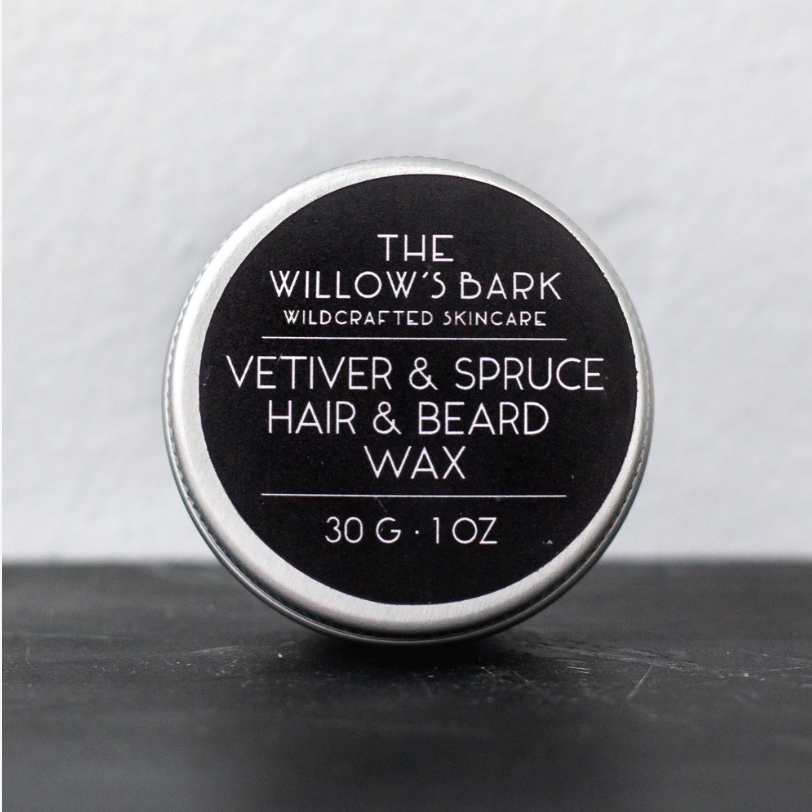 THE
WILLOW'S BARK
WILDCRAFTED SKINCARE
VETIVER & SPRUCE
HAIR & BEARD
WAX
30 G · 1 OZ